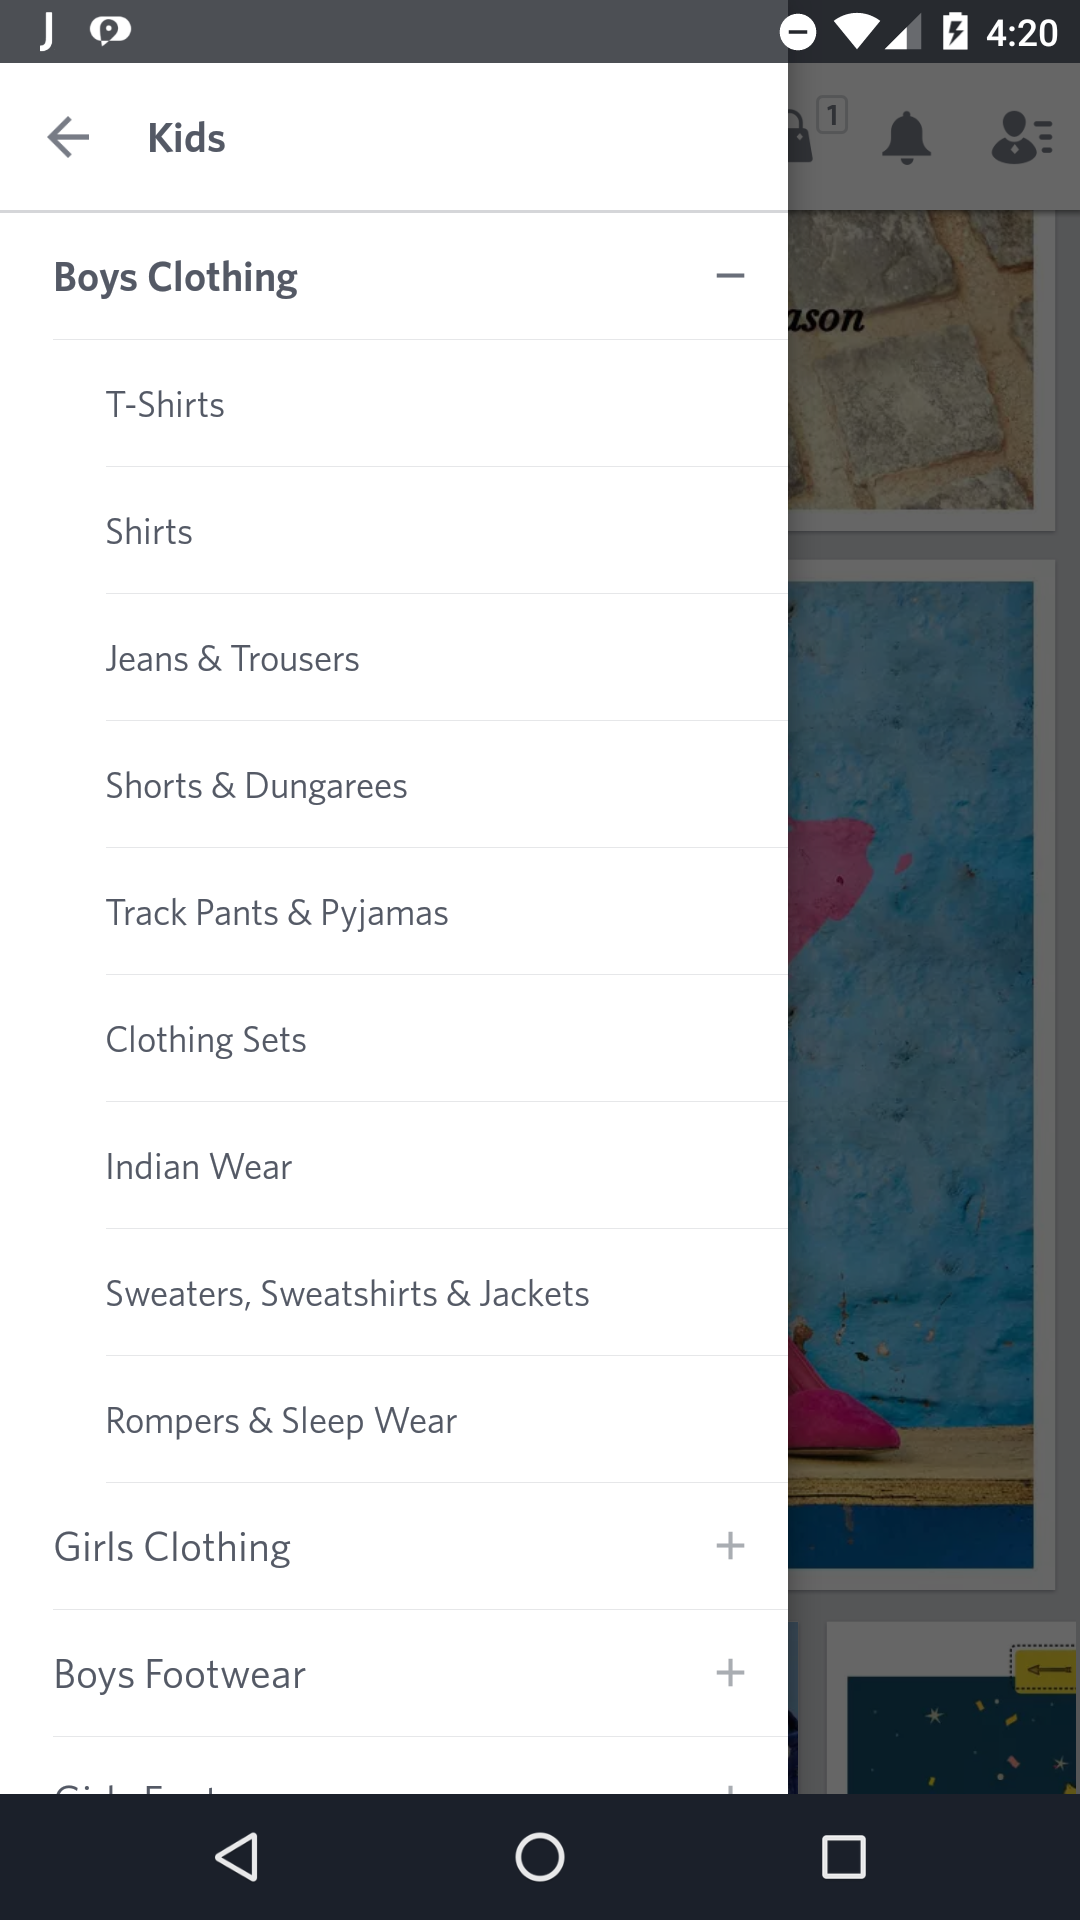 4:20
Kids
1
Boys Clothing
ason
T-Shirts
Shirts
Jeans & Trousers
Shorts & Dungarees
Track Pants & Pyjamas
Clothing Sets
Indian Wear
Sweaters, Sweatshirts & Jackets
Rompers & Sleep Wear
Girls Clothing
Boys Footwear